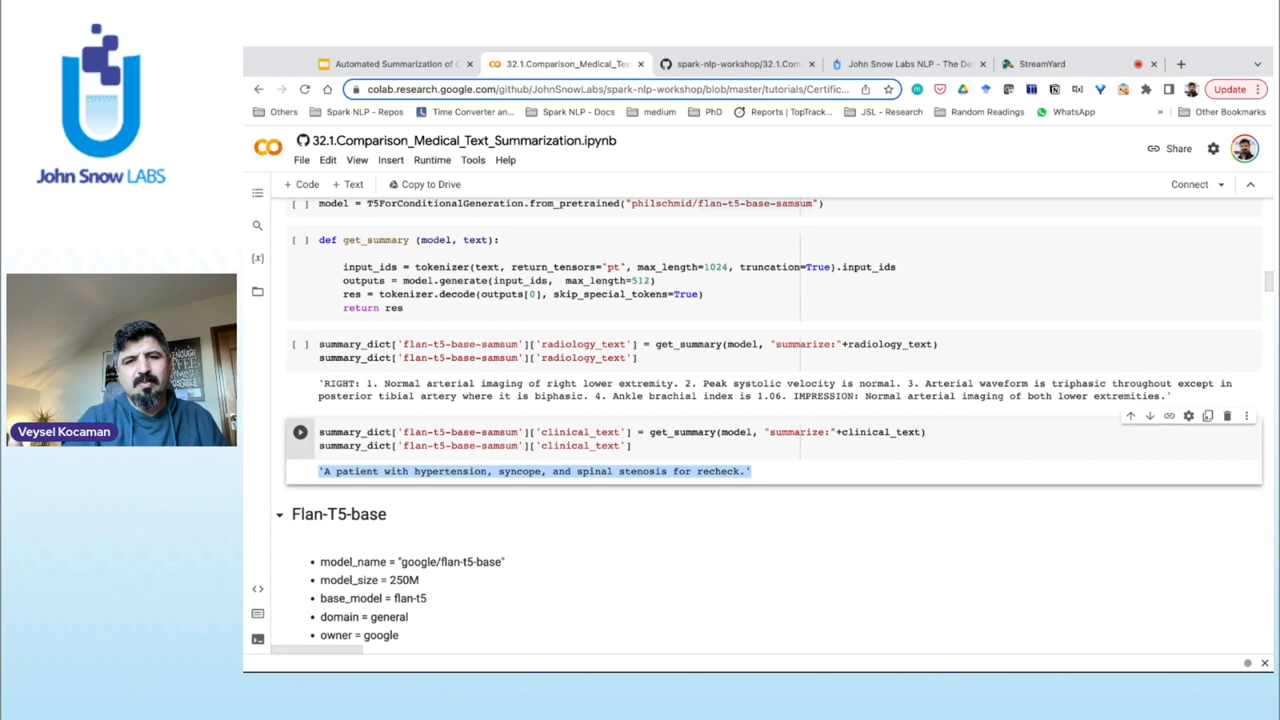 John Snow LABS
Automated Summarization of C
32.1.Comparison_Medical_Te
spark-nlp-workshop/32.1.Com
John Snow Labs NLP - The De
StreamYard
colab.research.google.com/github/JohnSnowLabs/spark-nlp-workshop/blob/master/tutorials/Certific...
Update
Others
Spark NLP - Repos
Time Converter an...
Spark NLP - Docs
medium
PhD
Reports | TopTrack...
JSL - Research
Random Readings
WhatsApp
»
Other Bookmarks
32.1.Comparison_Medical_Text_Summarization.ipynb
Share
File Edit View Insert Runtime Tools Help
+ Code + Text Copy to Drive
Connect
[ ] model = T5ForConditionalGeneration.from_pretrained("philschmid/flan-t5-base-samsum")
[ ] def get_summary (model, text):
input_ids = tokenizer(text, return_tensors="pt", max_length=1024, truncation=True).input_ids
outputs = model.generate(input_ids, max_length=512)
res = tokenizer.decode(outputs[0], skip_special_tokens=True)
return res
[ ] summary_dict['flan-t5-base-samsum']['radiology_text'] = get_summary(model, "summarize:"+radiology_text)
summary_dict['flan-t5-base-samsum']['radiology_text']
'RIGHT: 1. Normal arterial imaging of right lower extremity. 2. Peak systolic velocity is normal. 3. Arterial waveform is triphasic throughout except in
posterior tibial artery where it is biphasic. 4. Ankle brachial index is 1.06. IMPRESSION: Normal arterial imaging of both lower extremities.'
summary_dict['flan-t5-base-samsum']['clinical_text'] = get_summary(model, "summarize:"+clinical_text)
summary_dict['flan-t5-base-samsum']['clinical_text']
'A patient with hypertension, syncope, and spinal stenosis for recheck.'
Flan-T5-base
• model_name = "google/flan-t5-base"
• model_size = 250M
• base_model = flan-t5
• domain = general
• owner = google
Veysel Kocaman